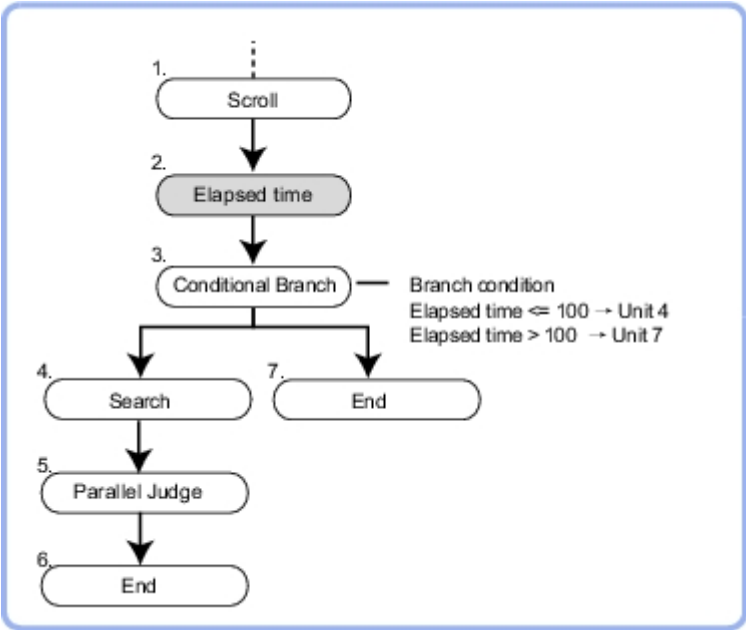 1.
Scroll
2.
Elapsed time
3.
Conditional Branch
Branch condition
Elapsed time <= 100 → Unit 4
Elapsed time > 100 → Unit 7
4.
Search
7.
End
5.
Parallel Judge
6.
End